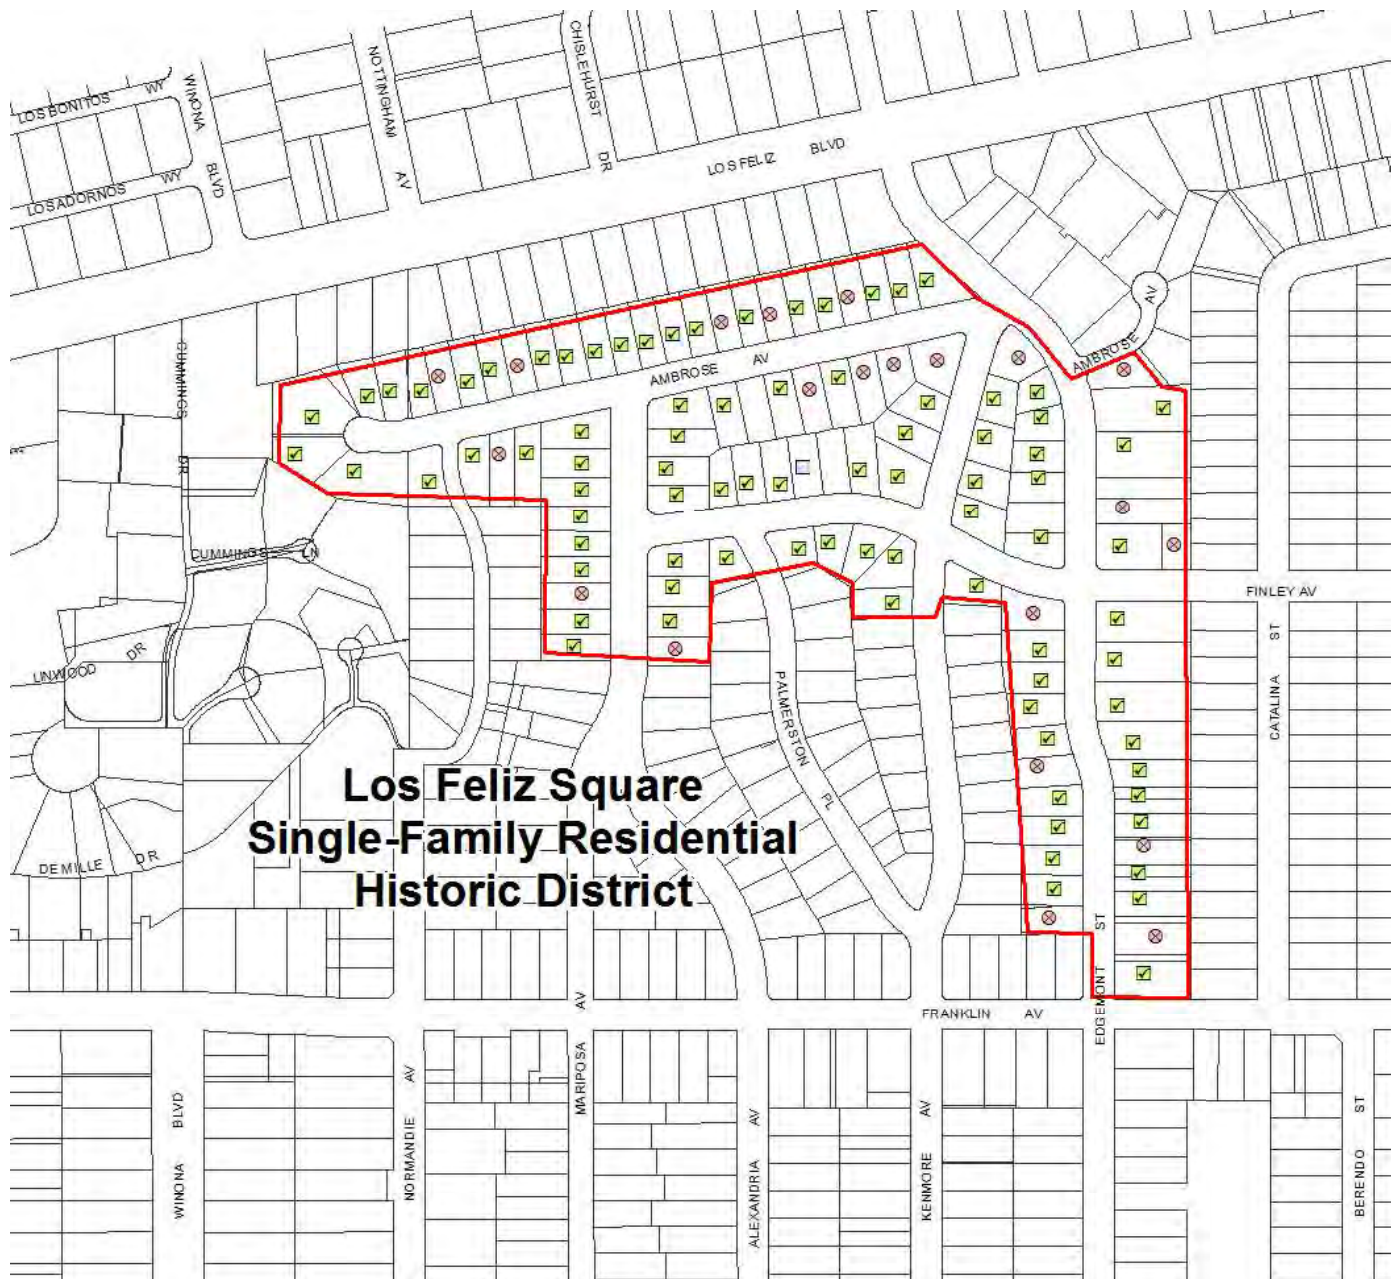 CHISLEHURST
DR
NOTTINGHAM
AV
WINONA
BLVD
LOS BONITOS WY
LOS ADORNOS WY
LOS FELIZ BLVD
AV
AMBROSE
CUMMINGS
DR
AMBROSE AV
CUMMINGS LN
FINLEY AV
LINWOOD DR
CATALINA ST
PALMERSTON
PL
Los Feliz Square
Single-Family Residential
Historic District
DEMILLE DR
EDGEMONT ST
FRANKLIN AV
WINONA BLVD
NORMANDIE AV
MARIPOSA AV
ALEXANDRIA AV
KENMORE AV
BERENDO ST